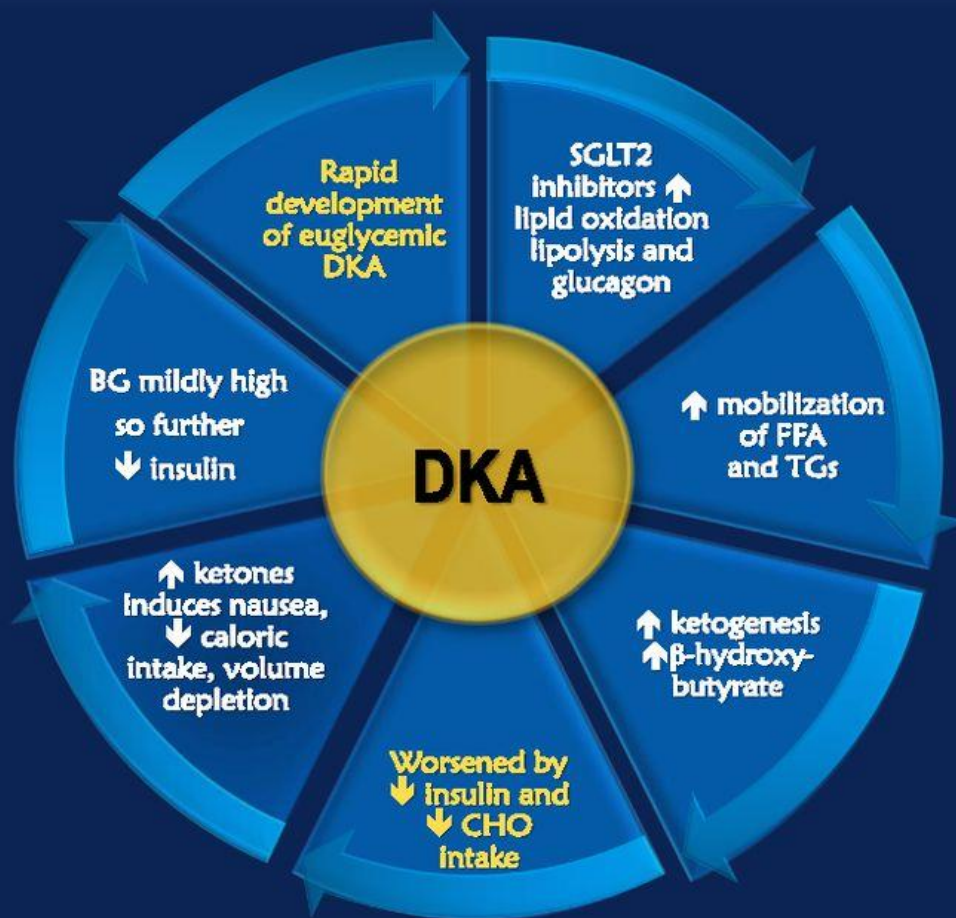 SGLT2
inhibitors ↑
lipid oxidation
lipolysis and
glucagon
↑ mobilization
of FFA
and TGs
↑ ketogenesis
↑β-hydroxy-
butyrate
Worsened by
↓ insulin and
↓ CHO
intake
↑ ketones
induces nausea,
↓ caloric
intake, volume
depletion
BG mildly high
so further
↓ insulin
Rapid
development
of euglycemic
DKA
DKA